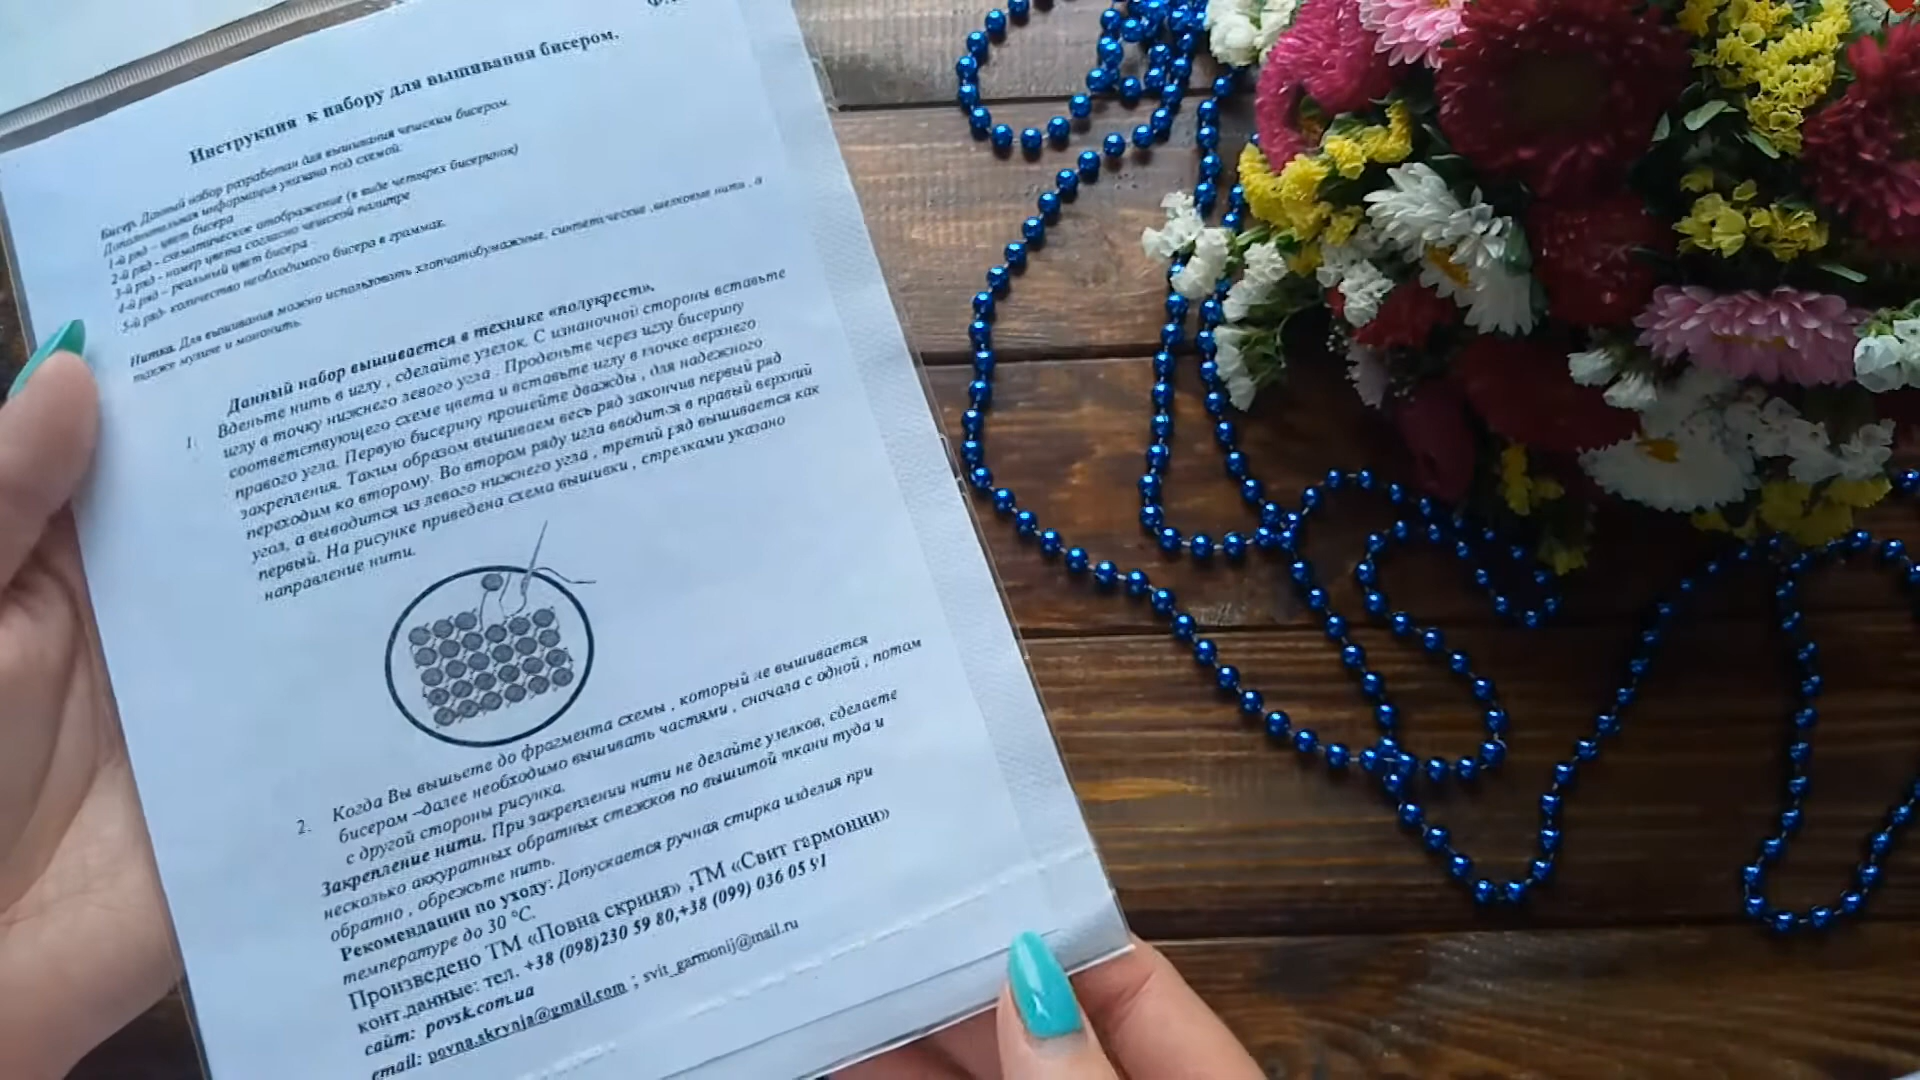 Инструкция к набору для вышивания бисером.
Бисер. Данный набор разработан для вышивания чешским бисером.
Дополнительная информация указана под схемой:
1-й ряд – цвет бисера
2-й ряд - схематическое отображение (в виде четырех бисеринок)
3-й ряд - номер цвета согласно чешской палитре
4-й ряд – реальный цвет бисера
5-й ряд- количество необходимого бисера в граммах.
Нитка. Для вышивания можно использовать хлопчатобумажные, синтетические ,шелковые нити , а
также мулине и мононить.
Данный набор вышивается в технике «полукрест».
1. Вденьте нить в иглу , сделайте узелок. С изнаночной стороны вставьте
иглу в точку нижнего левого угла . Проденьте через иглу бисерину
соответствующего схеме цвета и вставьте иглу в точке верхнего
правого угла. Первую бисерину прошейте дважды , для надежного
закрепления. Таким образом вышиваем весь ряд закончив первый ряд
переходим ко второму. Во втором ряду игла вводится в правый верхний
угол, а выводится из левого нижнего угла , третий ряд вышивается как
первый. На рисунке приведена схема вышивки , стрелками указано
направление нити.
2. Когда Вы вышьете до фрагмента схемы , который не вышивается
бисером –далее необходимо вышивать частями , сначала с одной , потам
с другой стороны рисунка.
Закрепление нити. При закреплении нити не делайте узелков, сделаете
несколько аккуратных обратных стежков по вышитой ткани туда и
обратно , обрежьте нить.
Рекомендации по уходу: Допускается ручная стирка изделия при
температуре до 30 °С.
Произведено ТМ «Повна скриня» ,ТМ «Свит гармонии»
конт.данные: тел. +38 (098)230 59 80,+38 (099) 036 05 91
сайт: povsk.com.ua
email: povna.skrynja@gmail.com ; svit_garmonij@mail.ru